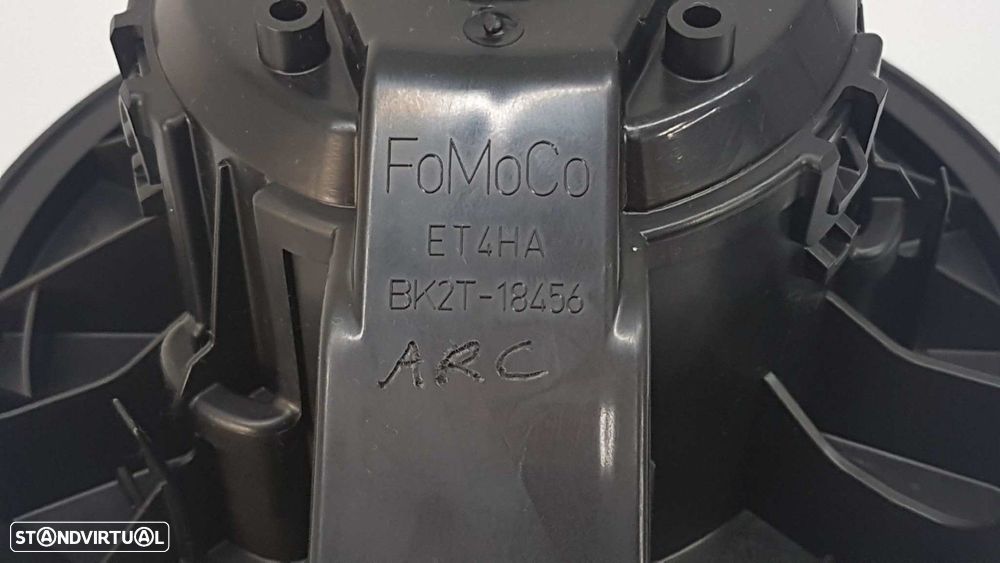 FoMoCo
ET4HA
BK2T-18456
ARC
STANDVIRTUAL